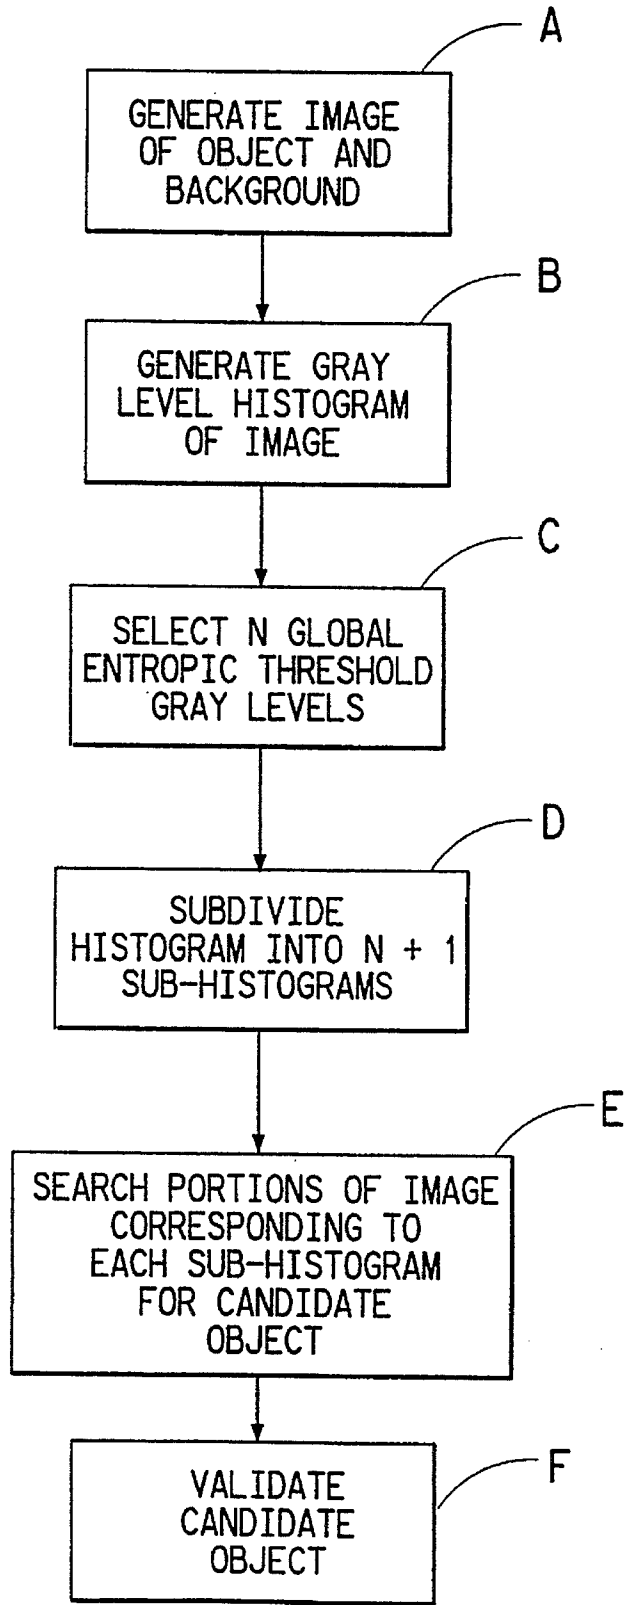 A
GENERATE IMAGE
OF OBJECT AND
BACKGROUND
B
GENERATE GRAY
LEVEL HISTOGRAM
OF IMAGE
C
SELECT N GLOBAL
ENTROPIC THRESHOLD
GRAY LEVELS
D
SUBDIVIDE
HISTOGRAM INTO N + 1
SUB-HISTOGRAMS
E
SEARCH PORTIONS OF IMAGE
CORRESPONDING TO
EACH SUB-HISTOGRAM
FOR CANDIDATE
OBJECT
F
VALIDATE
CANDIDATE
OBJECT